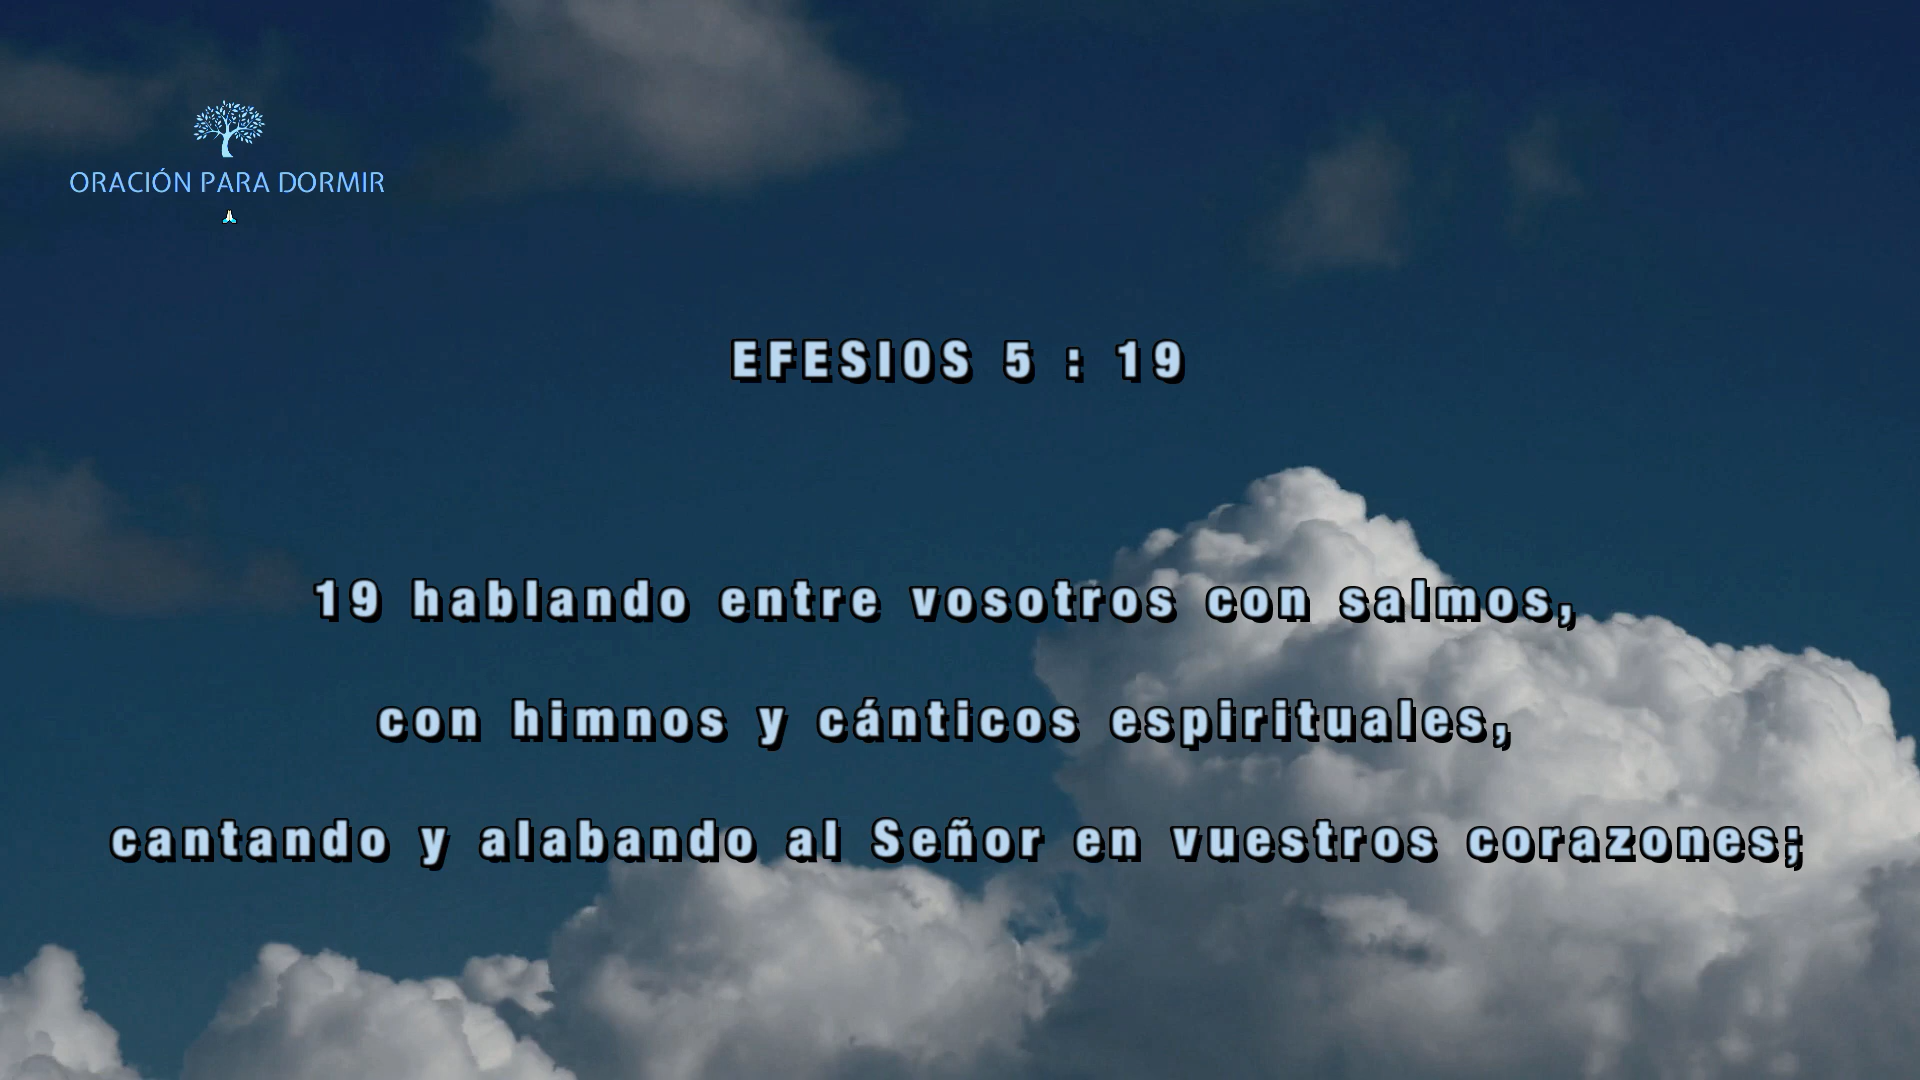 ORACIÓN PARA DORMIR
EFESIOS 5 : 19
19 hablando entre vosotros con salmos,
con himnos y cánticos espirituales,
cantando y alabando al Señor en vuestros corazones;